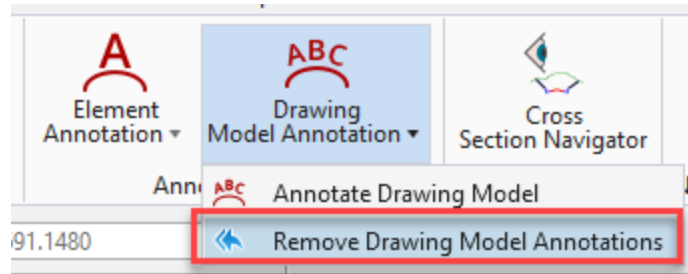 A
ABC
Element
Annotation
Drawing
Model Annotation
Cross
Section Navigator
Ann
ABC
Annotate Drawing Model
91.1480
Remove Drawing Model Annotations